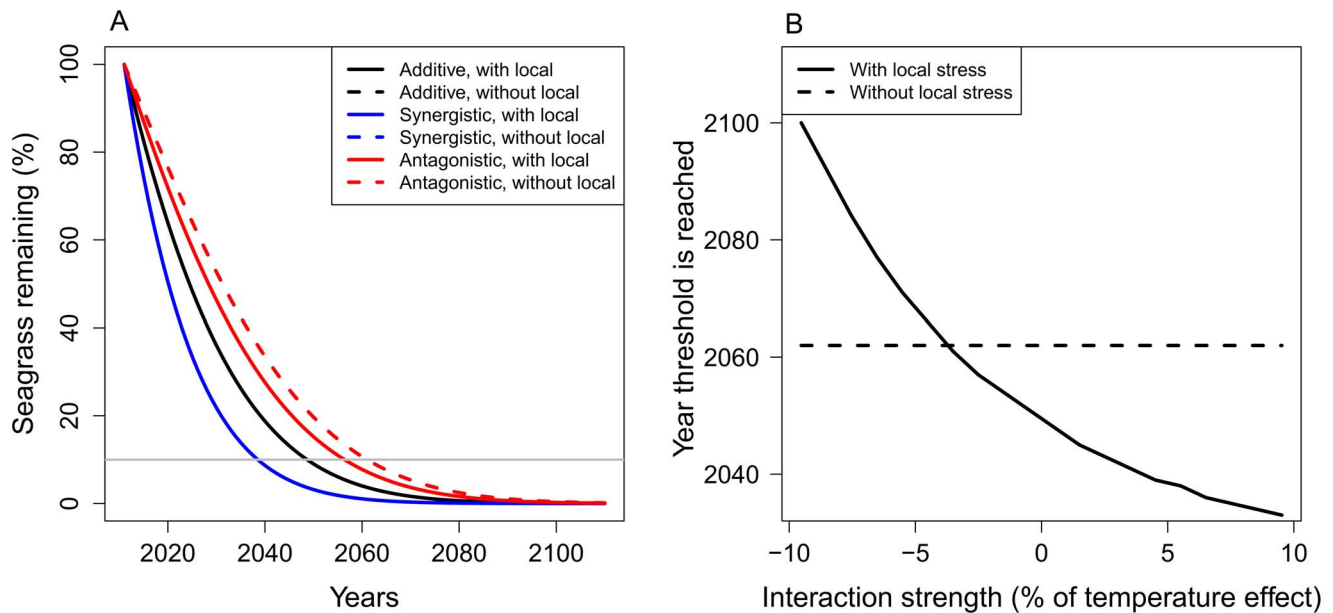 A
Additive, with local
Additive, without local
Synergistic, with local
Synergistic, without local
Antagonistic, with local
Antagonistic, without local
Seagrass remaining (%)
100
80
60
40
20
0
2020 2040 2060 2080 2100
Years
B
With local stress
Without local stress
Year threshold is reached
2100
2080
2060
2040
−10 −5 0 5 10
Interaction strength (% of temperature effect)